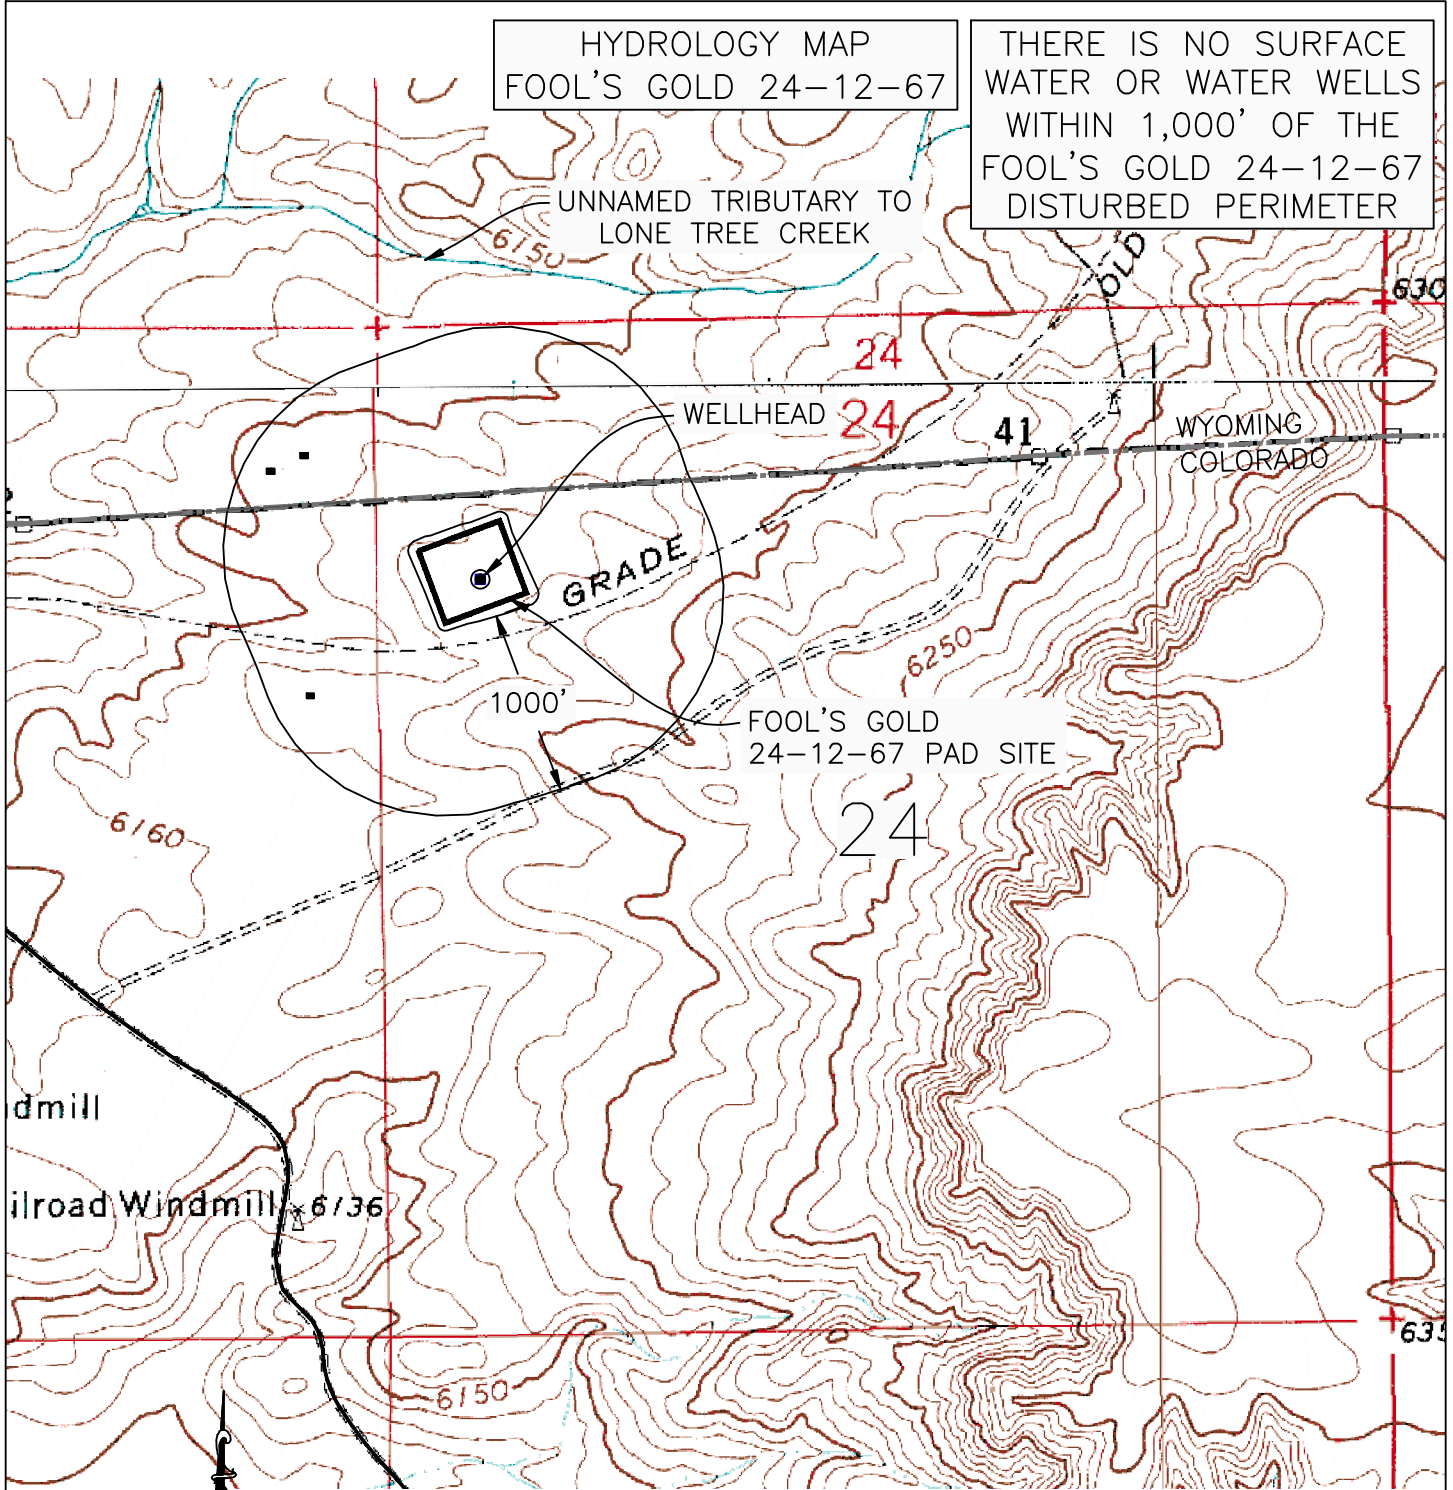 HYDROLOGY MAP
FOOL'S GOLD 24-12-67
THERE IS NO SURFACE
WATER OR WATER WELLS
WITHIN 1,000' OF THE
FOOL'S GOLD 24-12-67
DISTURBED PERIMETER
UNNAMED TRIBUTARY TO
LONE TREE CREEK
6150
OLD
630
24
WELLHEAD
24
41
WYOMING
COLORADO
GRADE
6250
1000'
FOOL'S GOLD
24-12-67 PAD SITE
6160
24
dmill
ilroad Windmill
6136
635
6150